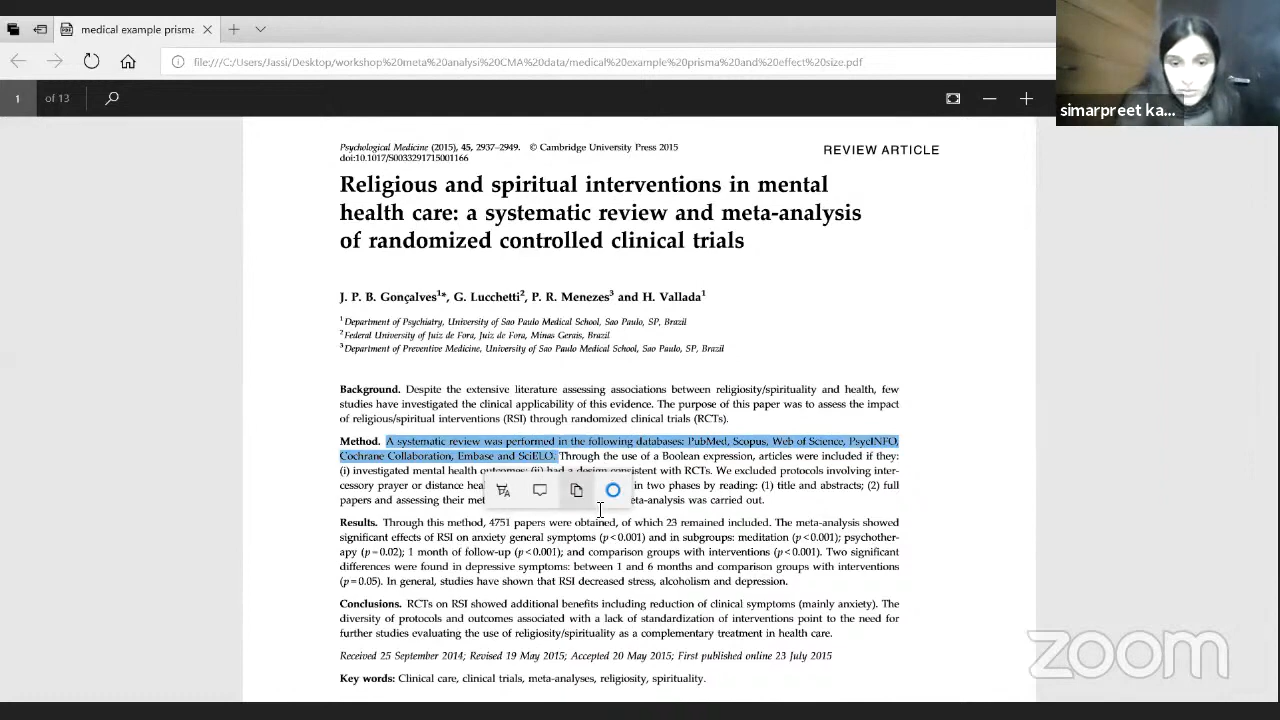 medical example prisma
file:///C:/Users/Jassi/Desktop/workshop%20meta%20analysi%20CMA%20data/medical%20example%20prisma%20and%20effect%20size.pdf
simarpreet ka...
1 of 13
Psychological Medicine (2015), 45, 2937–2949. © Cambridge University Press 2015
doi:10.1017/S0033291715001166
REVIEW ARTICLE
Religious and spiritual interventions in mental
health care: a systematic review and meta-analysis
of randomized controlled clinical trials
J. P. B. Gonçalves1*, G. Lucchetti2, P. R. Menezes3 and H. Vallada1
1 Department of Psychiatry, University of Sao Paulo Medical School, Sao Paulo, SP, Brazil
2 Federal University of Juiz de Fora, Juiz de Fora, Minas Gerais, Brazil
3 Department of Preventive Medicine, University of Sao Paulo Medical School, Sao Paulo, SP, Brazil
Background. Despite the extensive literature assessing associations between religiosity/spirituality and health, few
studies have investigated the clinical applicability of this evidence. The purpose of this paper was to assess the impact
of religious/spiritual interventions (RSI) through randomized clinical trials (RCTs).
Method. A systematic review was performed in the following databases: PubMed, Scopus, Web of Science, PsycINFO,
Cochrane Collaboration, Embase and SciELO. Through the use of a Boolean expression, articles were included if they:
(i) investigated mental health outcomes; (ii) had a design consistent with RCTs. We excluded protocols involving inter-
cessory prayer or distance hea in two phases by reading: (1) title and abstracts; (2) full
papers and assessing their met eta-analysis was carried out.
Results. Through this method, 4751 papers were obtained, of which 23 remained included. The meta-analysis showed
significant effects of RSI on anxiety general symptoms (p < 0.001) and in subgroups: meditation (p < 0.001); psychother-
apy (p = 0.02); 1 month of follow-up (p < 0.001); and comparison groups with interventions (p < 0.001). Two significant
differences were found in depressive symptoms: between 1 and 6 months and comparison groups with interventions
(p = 0.05). In general, studies have shown that RSI decreased stress, alcoholism and depression.
Conclusions. RCTs on RSI showed additional benefits including reduction of clinical symptoms (mainly anxiety). The
diversity of protocols and outcomes associated with a lack of standardization of interventions point to the need for
further studies evaluating the use of religiosity/spirituality as a complementary treatment in health care.
Received 25 September 2014; Revised 19 May 2015; Accepted 20 May 2015; First published online 23 July 2015
Key words: Clinical care, clinical trials, meta-analyses, religiosity, spirituality.
zoom